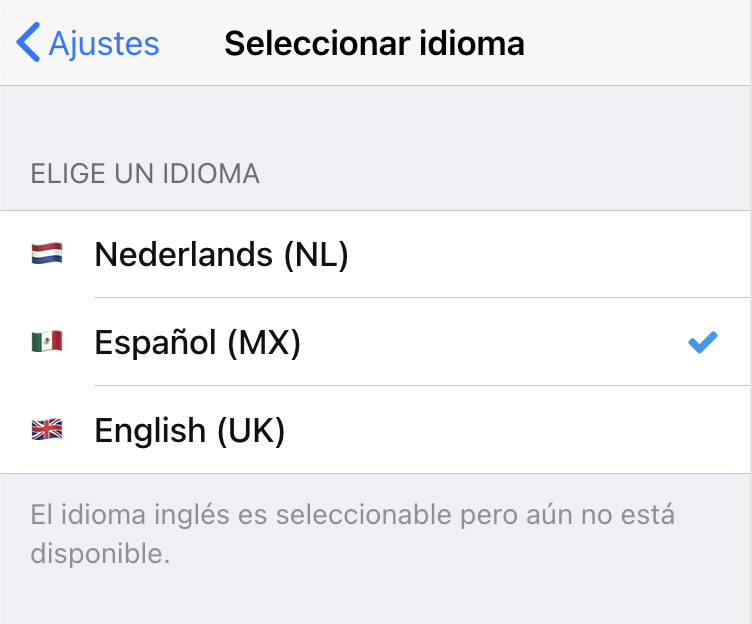 Ajustes Seleccionar idioma
ELIGE UN IDIOMA
Nederlands (NL)
Español (MX)
English (UK)
El idioma inglés es seleccionable pero aún no está
disponible.